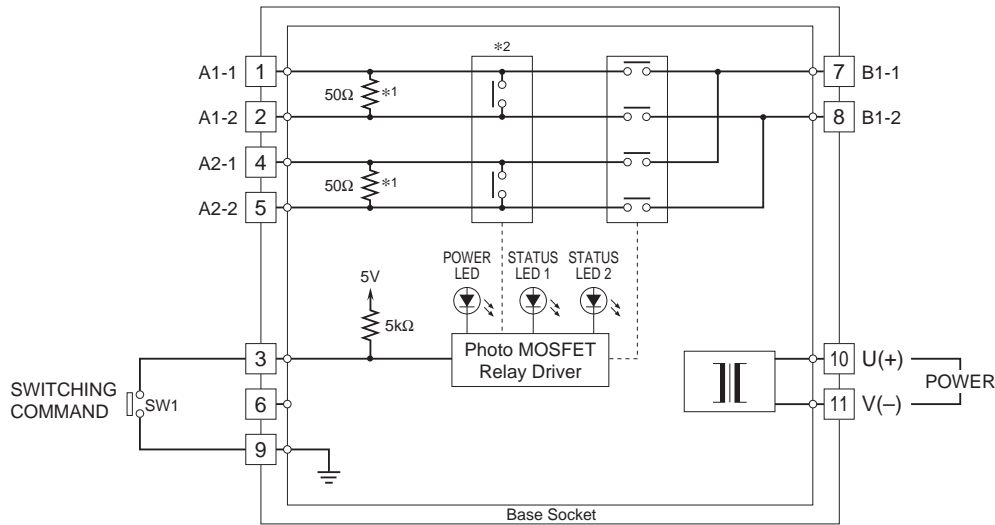 *2
A1-1 1 7 B1-1
50Ω *1
A1-2 2 8 B1-2
A2-1 4
50Ω *1
A2-2 5
POWER LED
STATUS LED 1
STATUS LED 2
5V
5kΩ
Photo MOSFET
Relay Driver
3
10 U(+)
SWITCHING
COMMAND
SW1
POWER
6
11 V(–)
9
Base Socket